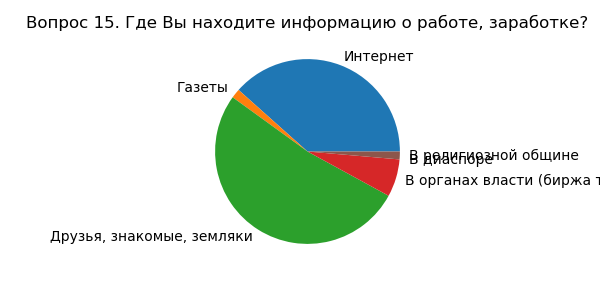 Вопрос 15. Где Вы находите информацию о работе, заработке?
Интернет
Газеты
В религиозной общине
В диаспоре
В органах власти (биржа т
Друзья, знакомые, земляки